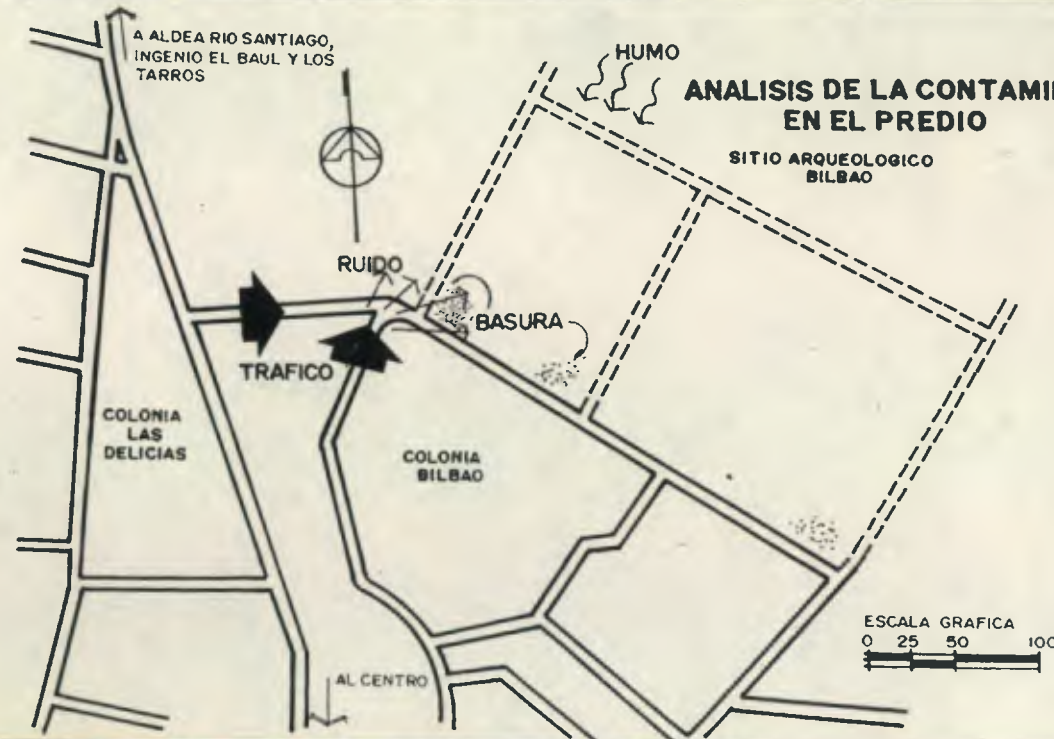 A ALDEA RIO SANTIAGO,
INGENIO EL BAUL Y LOS
TARROS
HUMO
ANALISIS DE LA CONTAMI
EN EL PREDIO
SITIO ARQUEOLOGICO
BILBAO
RUIDO
BASURA
TRAFICO
COLONIA
LAS
DELICIAS
COLONIA
BILBAO
ESCALA GRAFICA
0 25 50 100
AL CENTRO